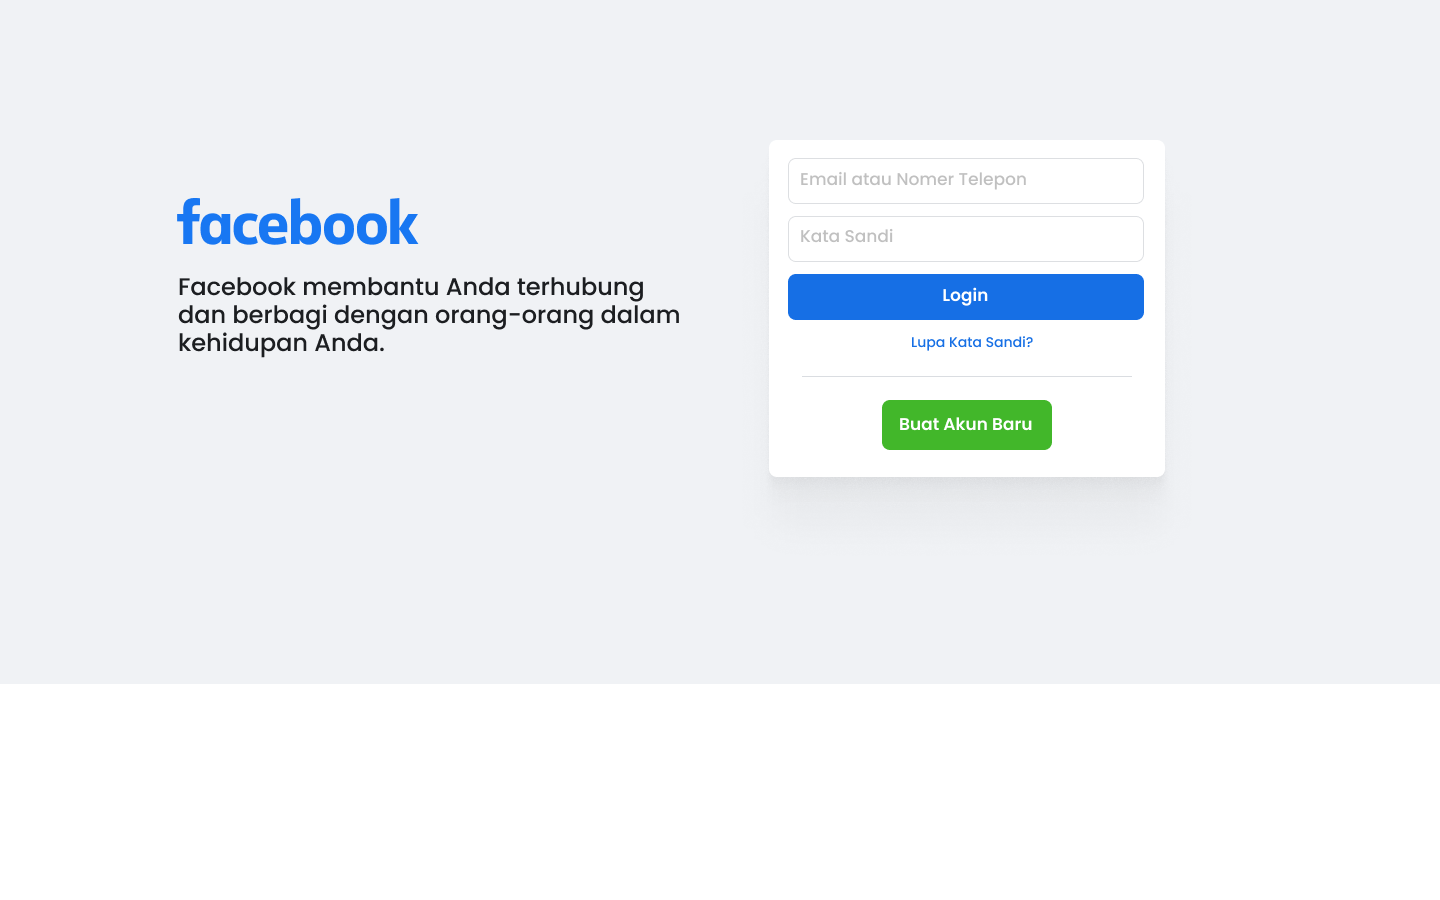 facebook
Facebook membantu Anda terhubung
dan berbagi dengan orang-orang dalam
kehidupan Anda.
Email atau Nomer Telepon
Kata Sandi
Login
Lupa Kata Sandi?
Buat Akun Baru